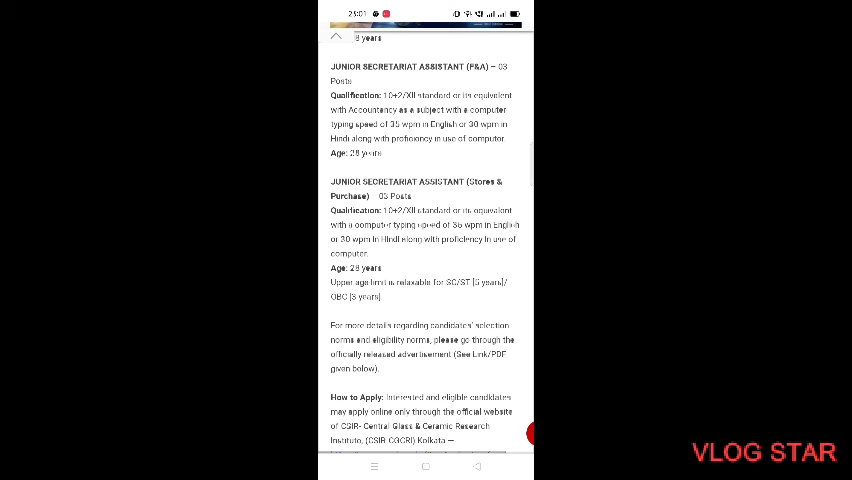 23:01
8 years
JUNIOR SECRETARIAT ASSISTANT (F&A) – 03
Posts
Qualification: 10+2/XII standard or its equivalent
with Accountancy as a subject with a computer
typing speed of 35 wpm in English or 30 wpm in
Hindi along with proficiency in use of computer.
Age: 28 years
JUNIOR SECRETARIAT ASSISTANT (Stores &
Purchase) – 03 Posts
Qualification: 10+2/XII standard or its equivalent
with a computer typing speed of 35 wpm in English
or 30 wpm in Hindi along with proficiency in use of
computer.
Age: 28 years
Upper age limit is relaxable for SC/ST [5 years]/
OBC [3 years]
For more details regarding candidates' selection
norms and eligibility norms, please go through the
officially released advertisement (See Link/PDF
given below).
How to Apply: Interested and eligible candidates
may apply online only through the official website
of CSIR- Central Glass & Ceramic Research
Institute, (CSIR-CGCRI) Kolkata –
VLOG STAR